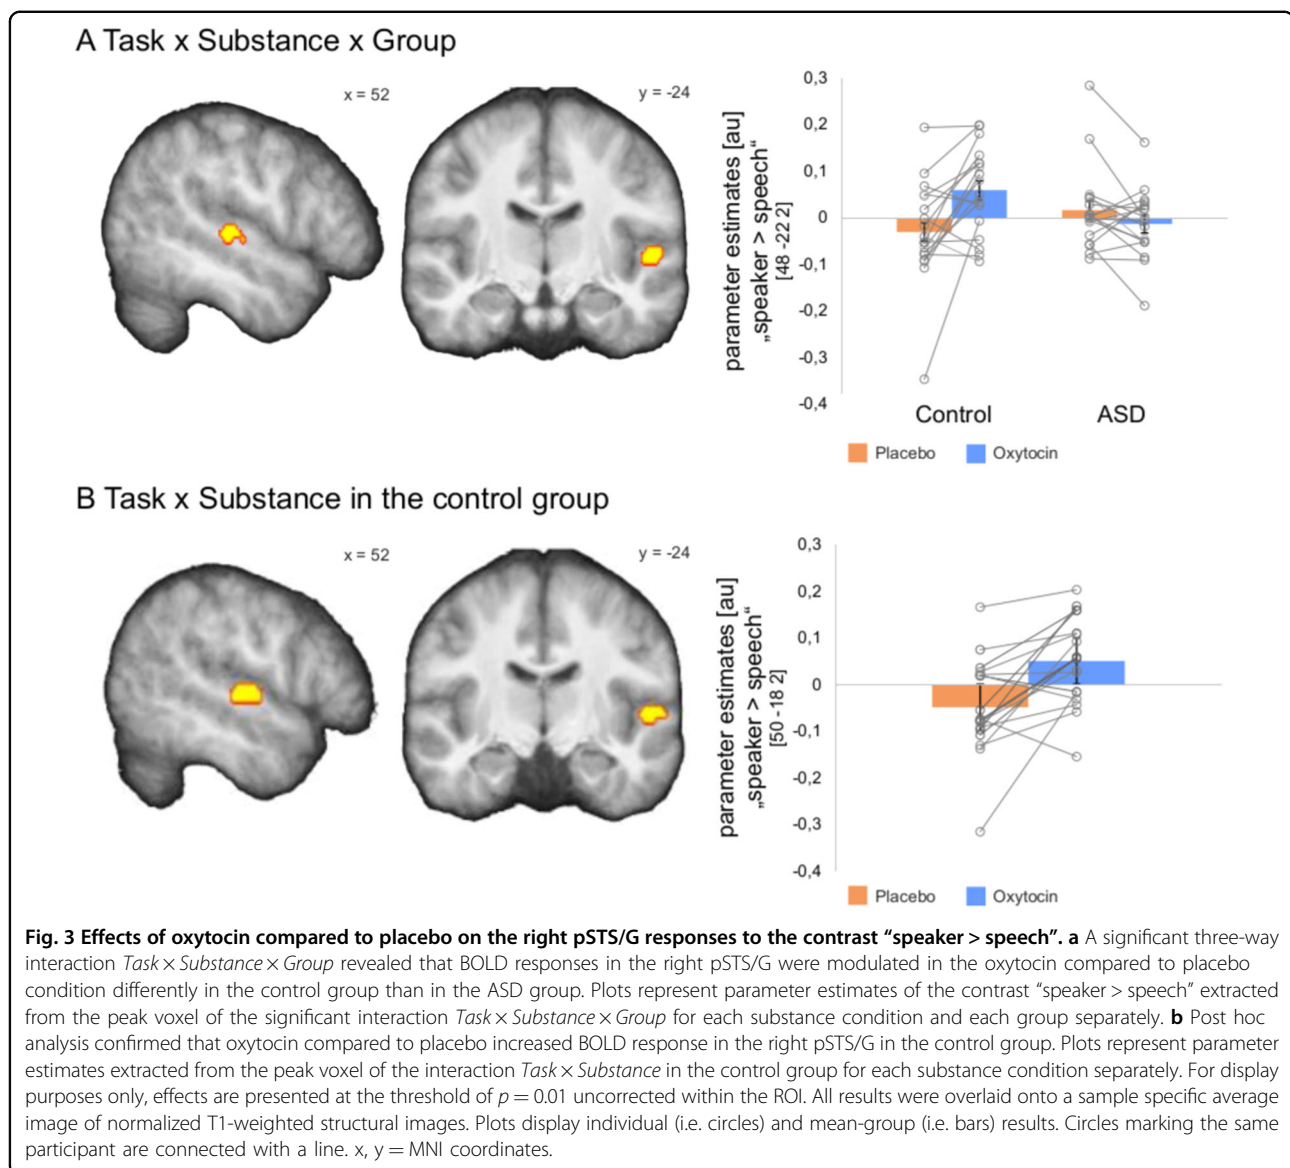 A Task x Substance x Group
x = 52
y = -24
parameter estimates [au]
„speaker > speech“
[48 -22 2]
0,3
0,2
0,1
0
-0,1
-0,2
-0,3
-0,4
Control
ASD
Placebo
Oxytocin
B Task x Substance in the control group
x = 52
y = -24
parameter estimates [au]
„speaker > speech“
[50 -18 2]
0,3
0,2
0,1
0
-0,1
-0,2
-0,3
-0,4
Placebo
Oxytocin
Fig. 3 Effects of oxytocin compared to placebo on the right pSTS/G responses to the contrast “speaker > speech”. a A significant three-way
interaction Task × Substance × Group revealed that BOLD responses in the right pSTS/G were modulated in the oxytocin compared to placebo
condition differently in the control group than in the ASD group. Plots represent parameter estimates of the contrast “speaker > speech” extracted
from the peak voxel of the significant interaction Task × Substance × Group for each substance condition and each group separately. b Post hoc
analysis confirmed that oxytocin compared to placebo increased BOLD response in the right pSTS/G in the control group. Plots represent parameter
estimates extracted from the peak voxel of the interaction Task × Substance in the control group for each substance condition separately. For display
purposes only, effects are presented at the threshold of p = 0.01 uncorrected within the ROI. All results were overlaid onto a sample specific average
image of normalized T1-weighted structural images. Plots display individual (i.e. circles) and mean-group (i.e. bars) results. Circles marking the same
participant are connected with a line. x, y = MNI coordinates.